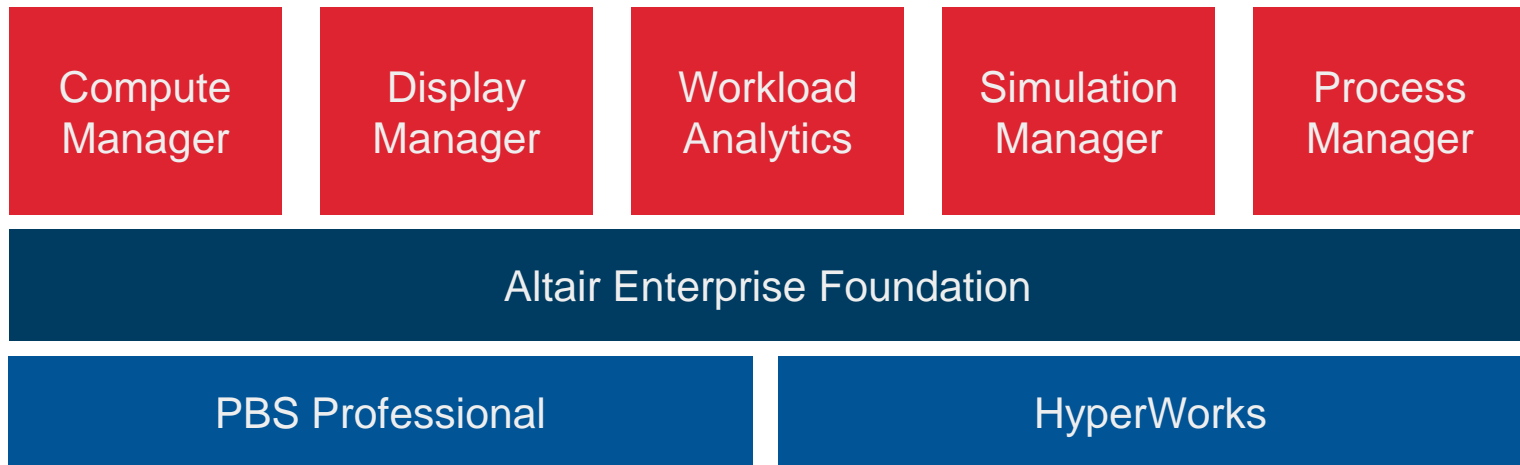 Compute
Manager
Display
Manager
Workload
Analytics
Simulation
Manager
Process
Manager
Altair Enterprise Foundation
PBS Professional
HyperWorks